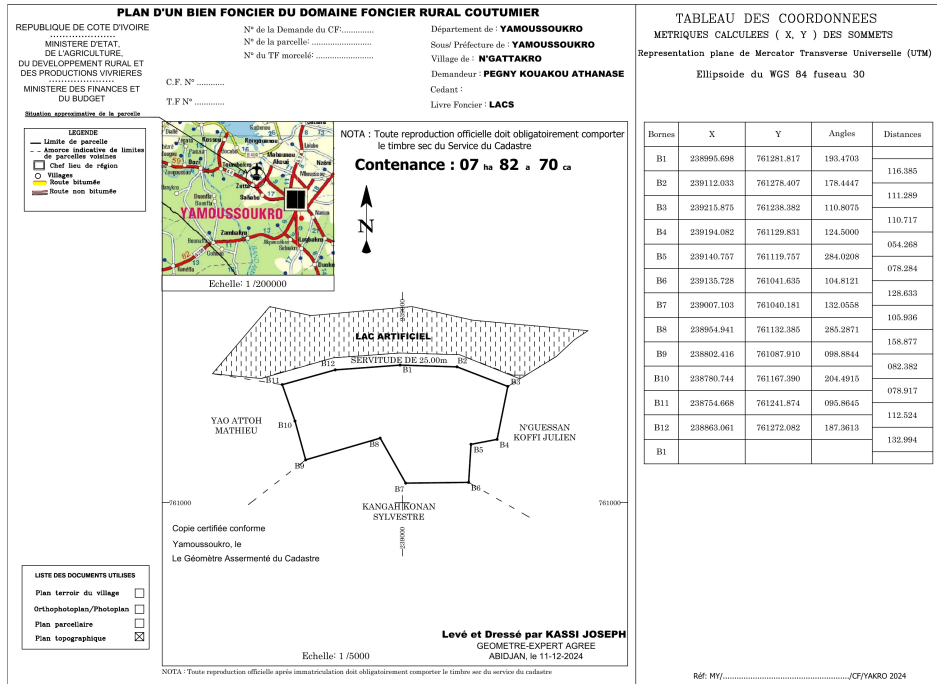 PLAN D'UN BIEN FONCIER DU DOMAINE FONCIER RURAL COUTUMIER
REPUBLIQUE DE COTE D'IVOIRE
.....................
MINISTERE D'ETAT,
DE L'AGRICULTURE,
DU DEVELOPPEMENT RURAL ET
DES PRODUCTIONS VIVRIERES
.....................
MINISTERE DES FINANCES ET
DU BUDGET
N° de la Demande du CF:............
N° de la parcelle: .....................
N° du TF morcelé: ....................
C.F. N° ..........
T.F N° ...........
Département de : YAMOUSSOUKRO
Sous/ Préfecture de : YAMOUSSOUKRO
Village de : N'GATTAKRO
Demandeur : PEGNY KOUAKOU ATHANASE
Cedant :
Livre Foncier : LACS
Situation approximative de la parcelle
LEGENDE
Limite de parcelle
Amorce indicative de limites
de parcelles voisines
Chef lieu de région
Villages
Route bitumée
Route non bitumée
YAMOUSSOUKRO
Zambakro
Zatta
Kossou
Echelle: 1 /200000
NOTA : Toute reproduction officielle doit obligatoirement comporter
le timbre sec du Service du Cadastre
Contenance : 07 ha 82 a 70 ca
N
239000
LAC ARTIFICIEL
SERVITUDE DE 25.00m
B12
B1
B2
B11
B3
YAO ATTOH
MATHIEU
B10
N'GUESSAN
KOFFI JULIEN
B8
B4
B5
B9
B7
B6
761000
761000
KANGAH KONAN
SYLVESTRE
239000
Copie certifiée conforme
Yamoussoukro, le
Le Géomètre Assermenté du Cadastre
LISTE DES DOCUMENTS UTILISES
Plan terroir du village
Orthophotoplan/Photoplan
Plan parcellaire
Plan topographique
Levé et Dressé par KASSI JOSEPH
GEOMETRE-EXPERT AGREE
ABIDJAN, le 11-12-2024
Echelle: 1 /5000
NOTA : Toute reproduction officielle après immatriculation doit obligatoirement comporter le timbre sec du service du cadastre
TABLEAU DES COORDONNEES
METRIQUES CALCULEES ( X, Y ) DES SOMMETS
Representation plane de Mercator Transverse Universelle (UTM)
Ellipsoide du WGS 84 fuseau 30
Bornes X Y Angles Distances
B1 238995.698 761281.817 193.4703
116.385
B2 239112.033 761278.407 178.4447
111.289
B3 239215.875 761238.382 110.8075
110.717
B4 239194.082 761129.831 124.5000
054.268
B5 239140.757 761119.757 284.0208
078.284
B6 239135.728 761041.635 104.8121
128.633
B7 239007.103 761040.181 132.0558
105.936
B8 238954.941 761132.385 285.2871
158.877
B9 238802.416 761087.910 098.8844
082.382
B10 238780.744 761167.390 204.4915
078.917
B11 238754.668 761241.874 095.8645
112.524
B12 238863.061 761272.082 187.3613
132.994
B1
Réf: MY/............................................................/CF/YAKRO 2024